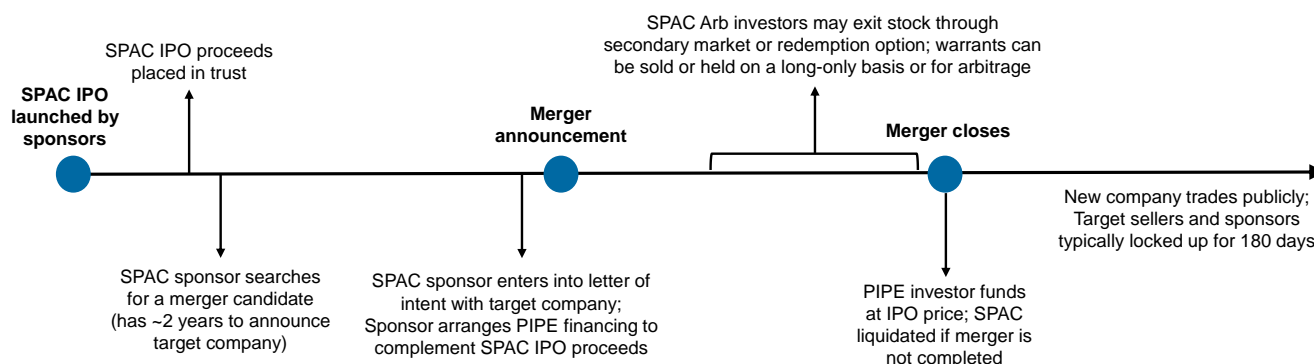 SPAC IPO
launched by
sponsors
SPAC IPO proceeds
placed in trust
SPAC sponsor searches
for a merger candidate
(has ~2 years to announce
target company)
Merger
announcement
SPAC sponsor enters into letter of
intent with target company;
Sponsor arranges PIPE financing to
complement SPAC IPO proceeds
SPAC Arb investors may exit stock through
secondary market or redemption option; warrants can
be sold or held on a long-only basis or for arbitrage
Merger closes
PIPE investor funds
at IPO price; SPAC
liquidated if merger is
not completed
New company trades publicly;
Target sellers and sponsors
typically locked up for 180 days